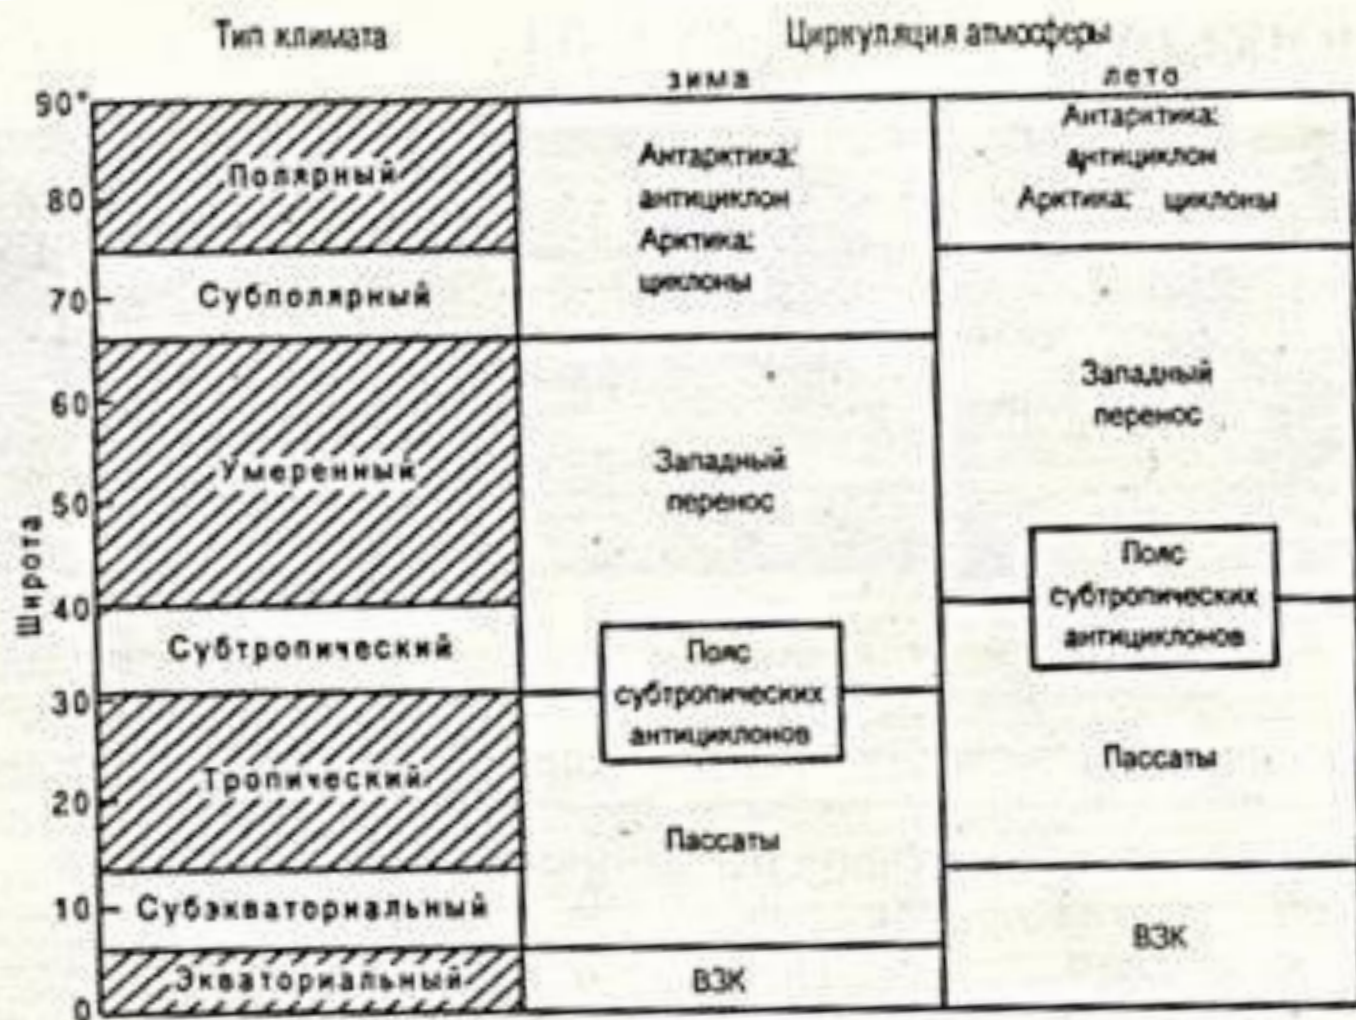 Тип климата
Циркуляция атмосферы
зима
лето
90°
80
70
60
50
40
30
20
10
0
Широта
Полярный
Субполярный
Умеренный
Субтропический
Тропический
Субэкваториальный
Экваториальный
Антарктика:
антициклон
Арктика:
циклоны
Западный
перенос
Пояс
субтропических
антициклонов
Пассаты
ВЗК
Антарктика:
антициклон
Арктика: циклоны
Западный
перенос
Пояс
субтропических
антициклонов
Пассаты
ВЗК